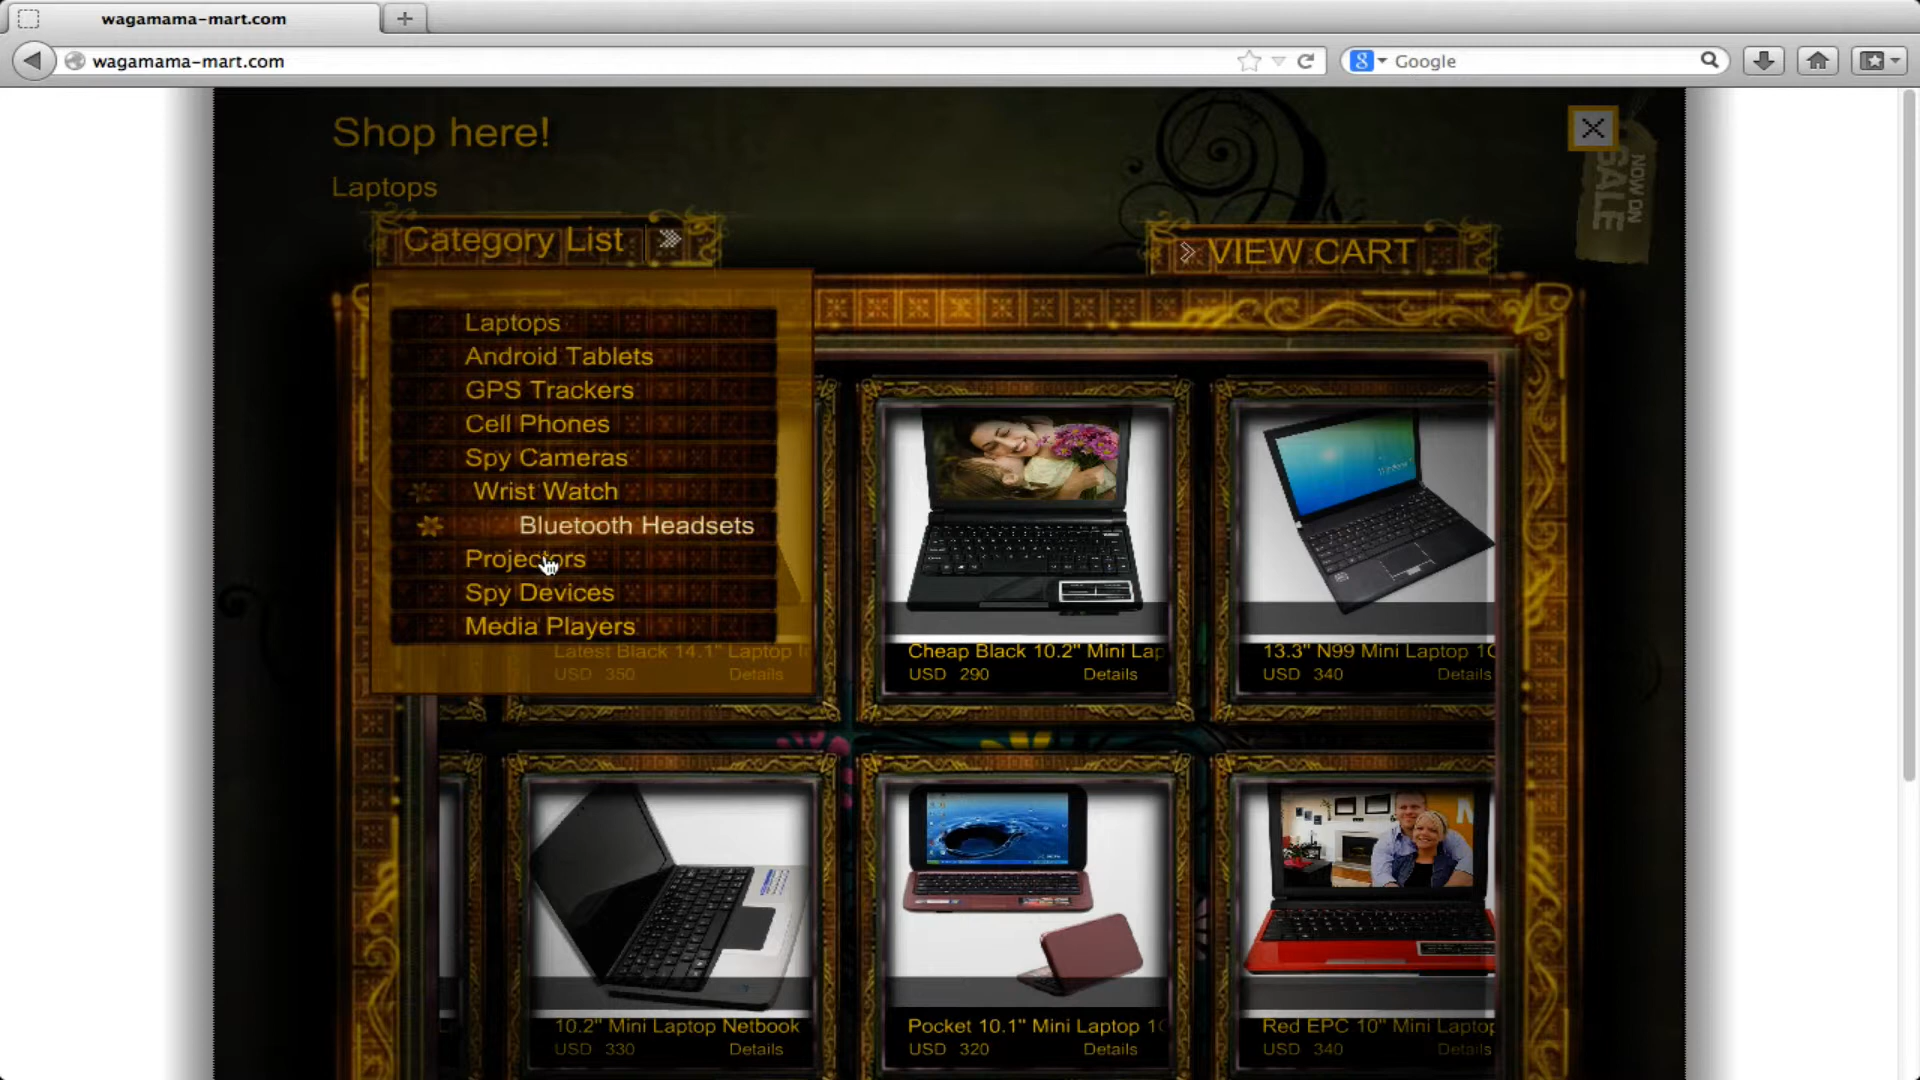 wagamama-mart.com
wagamama-mart.com
Google
Shop here!
Laptops
NOW ON
SALE
Category List
VIEW CART
Laptops
Android Tablets
GPS Trackers
Cell Phones
Spy Cameras
Wrist Watch
Bluetooth Headsets
Projectors
Spy Devices
Media Players
Latest Black 14.1" Laptop
USD 350 Details
Cheap Black 10.2" Mini Lap
USD 290 Details
13.3" N99 Mini Laptop 1G
USD 340 Details
10.2" Mini Laptop Netbook
USD 330 Details
Pocket 10.1" Mini Laptop 1G
USD 320 Details
Red EPC 10" Mini Laptop
USD 340 Details